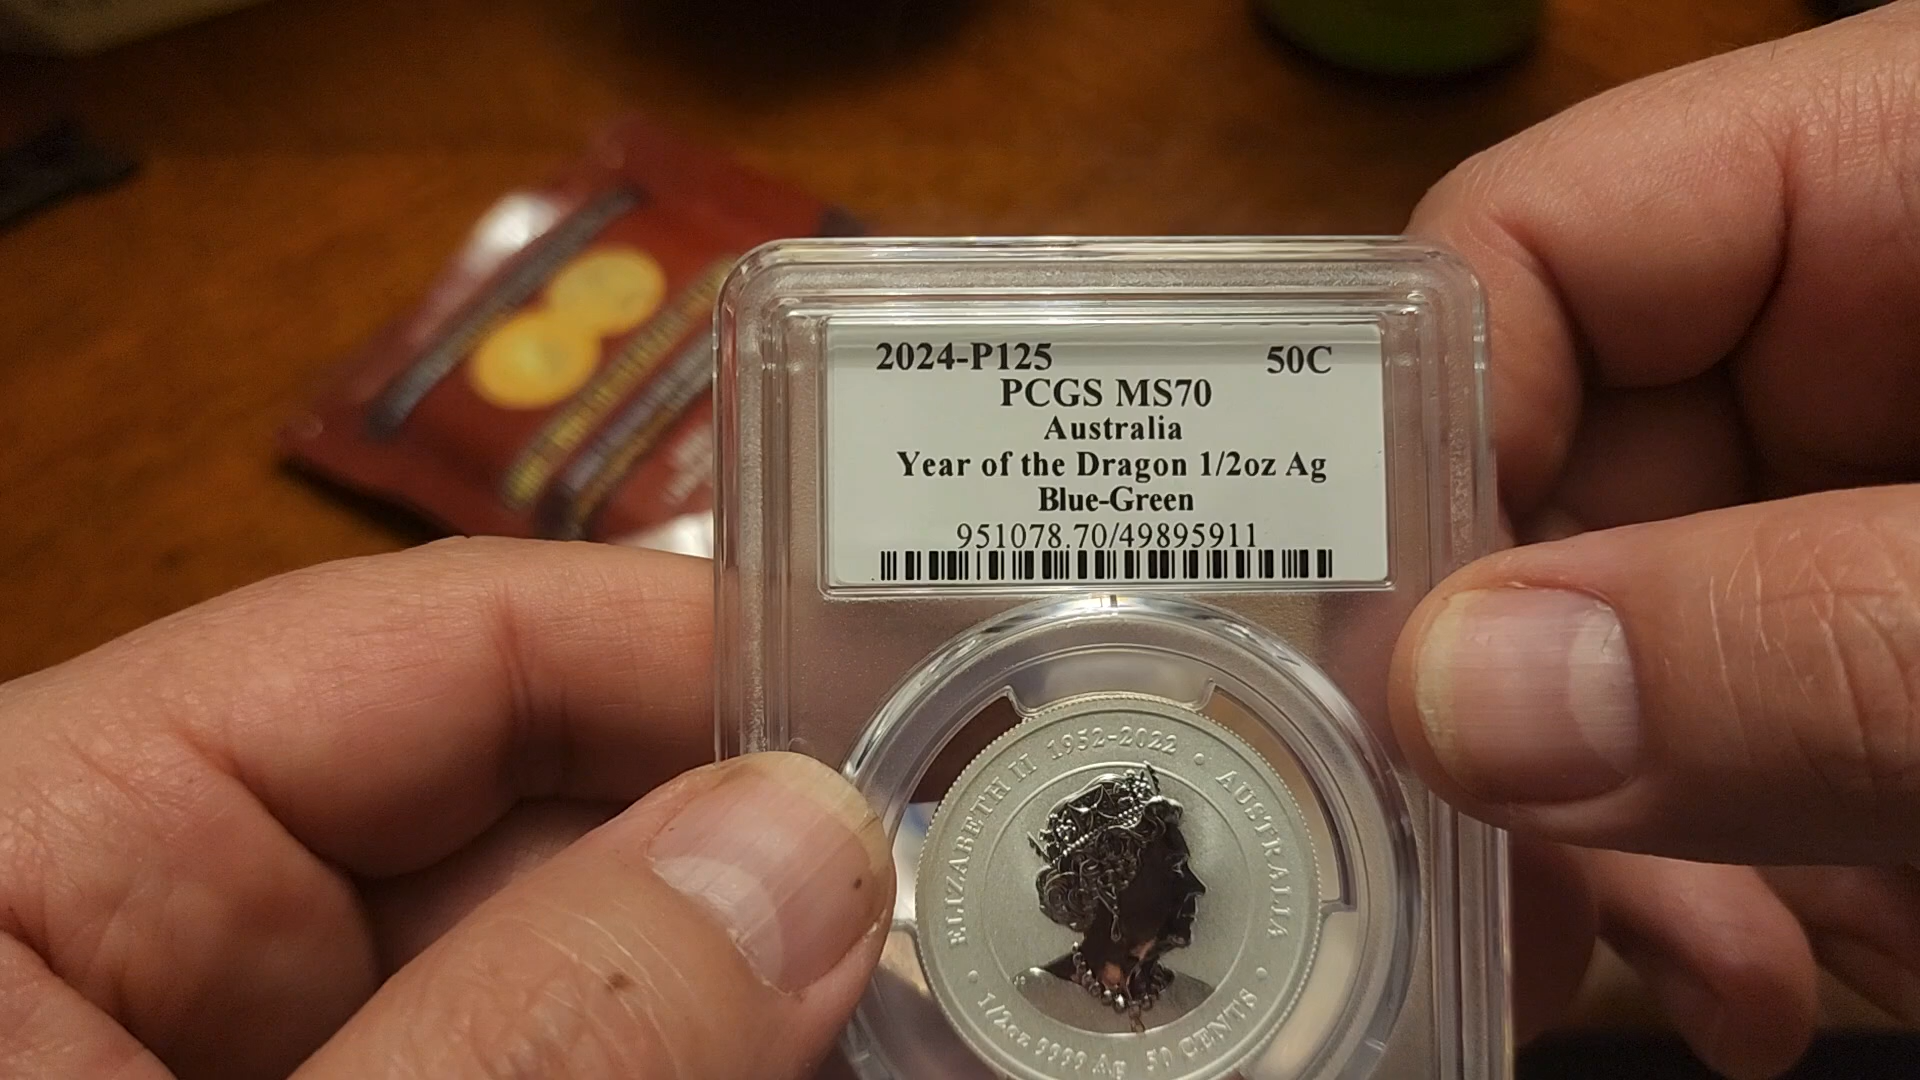 2024-P125 50C
PCGS MS70
Australia
Year of the Dragon 1/2oz Ag
Blue-Green
951078.70/49895911
ELIZABETH II 1952-2022 • AUSTRALIA
• 1/2oz 9999 Ag 50 CENTS •